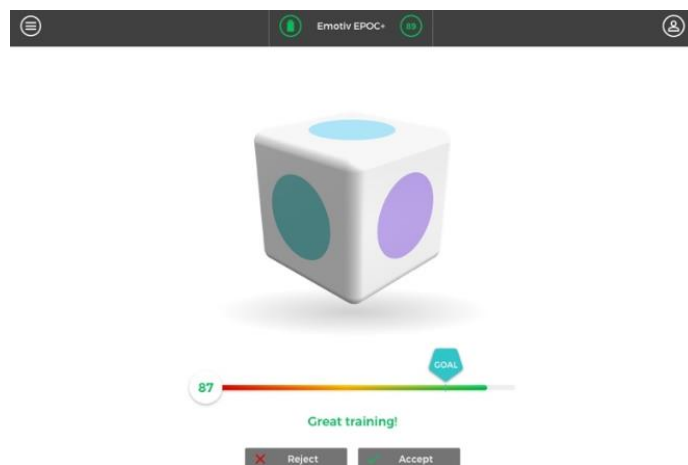 Emotiv EPOC+ 89
GOAL
87
Great training!
Reject Accept